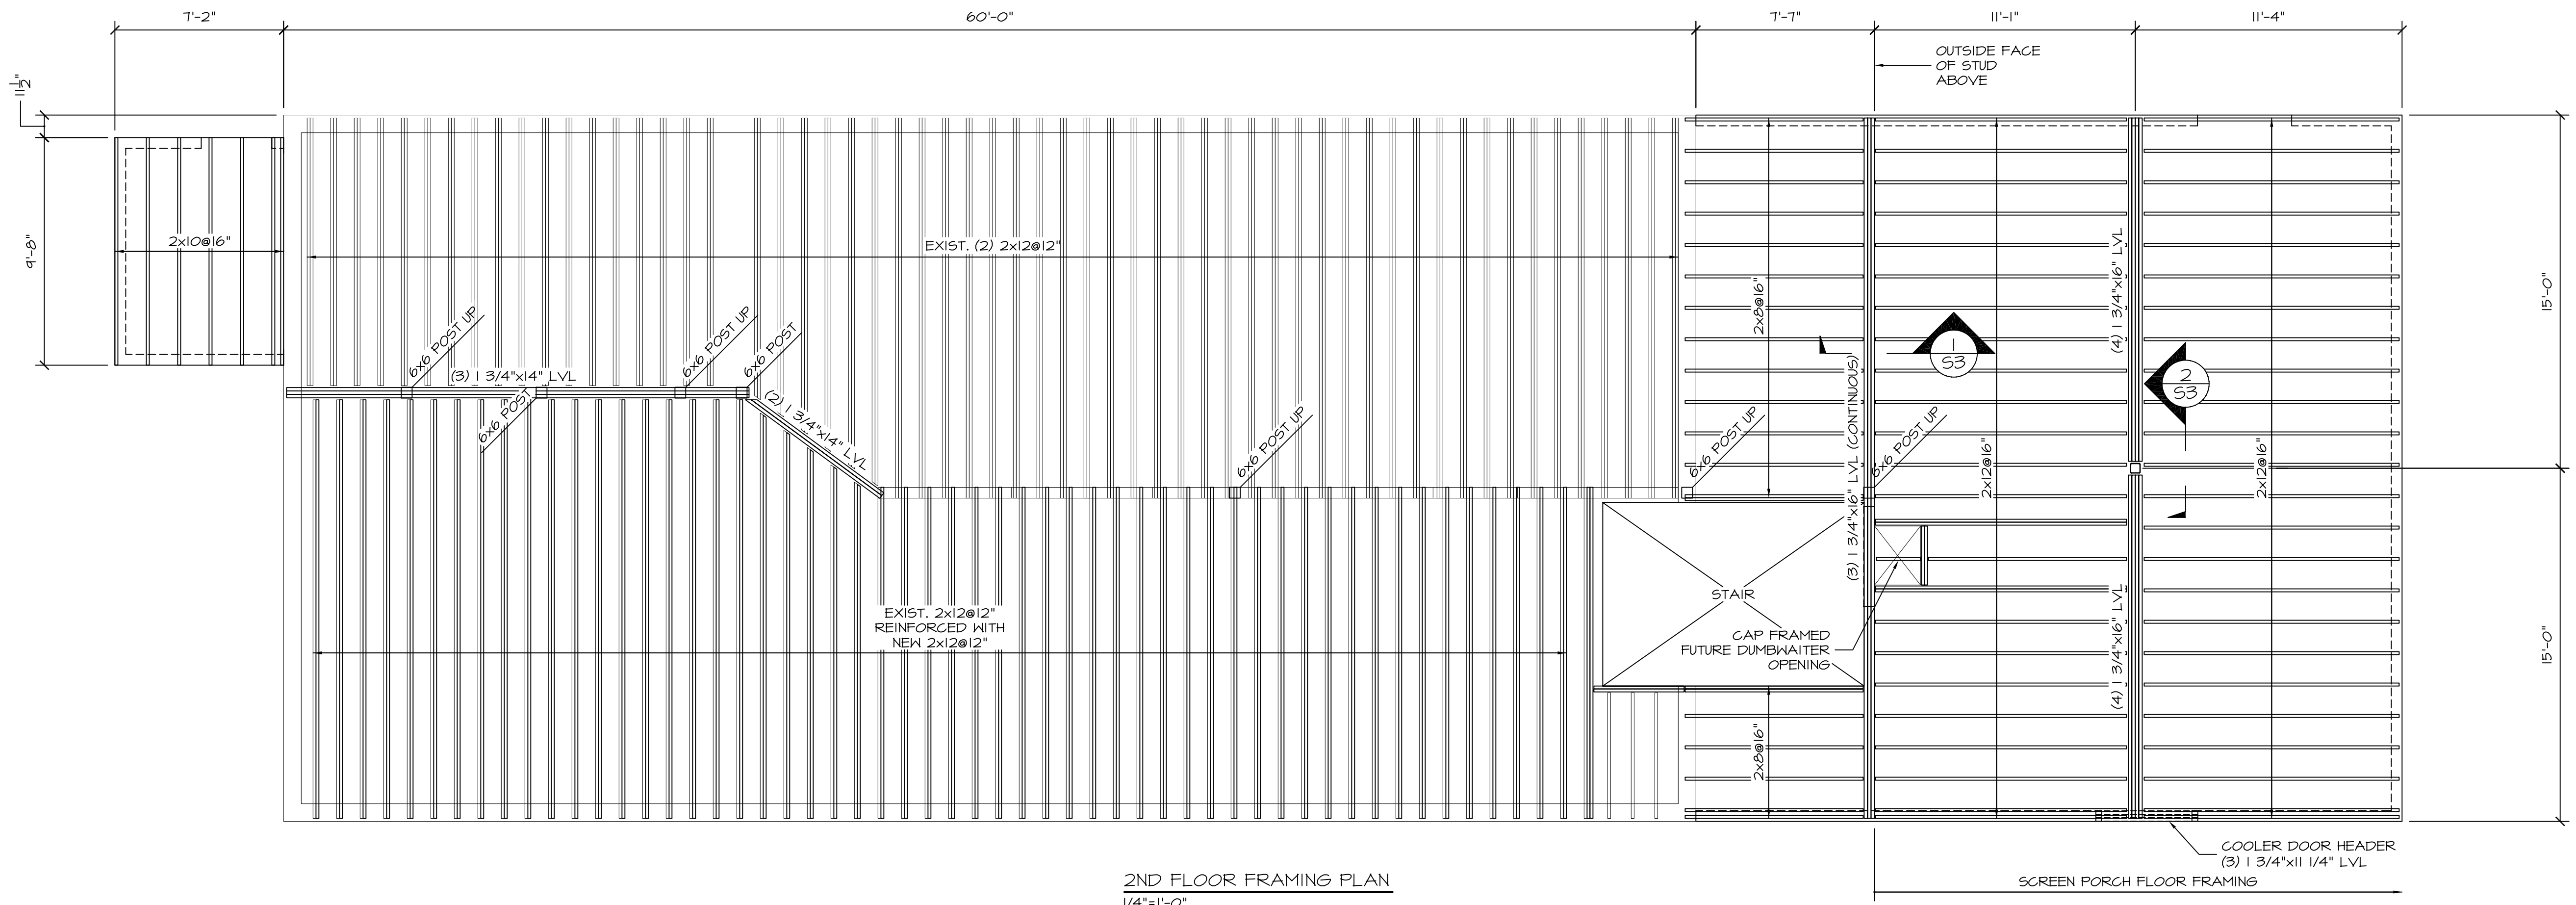 7'-2"
60'-0"
7'-7"
11'-1"
11'-4"
OUTSIDE FACE
OF STUD
ABOVE
11 1/2"
9'-8"
2x10@16"
EXIST. (2) 2x12@12"
6x6 POST UP
(3) 1 3/4"x14" LVL
6x6 POST
6x6 POST UP
6x6 POST
(2) 1 3/4"x14" LVL
6x6 POST UP
EXIST. 2x12@12"
REINFORCED WITH
NEW 2x12@12"
2x8@16"
6x6 POST UP
(3) 1 3/4"x16" LVL (CONTINUOUS)
1
S3
6x6 POST UP
2x12@16"
(4) 1 3/4"x16" LVL
2
S3
2x12@16"
15'-0"
STAIR
CAP FRAMED
FUTURE DUMBWAITER
OPENING
2x8@16"
(4) 1 3/4"x16" LVL
15'-0"
COOLER DOOR HEADER
(3) 1 3/4"x11 1/4" LVL
SCREEN PORCH FLOOR FRAMING
2ND FLOOR FRAMING PLAN
1/4"=1'-0"